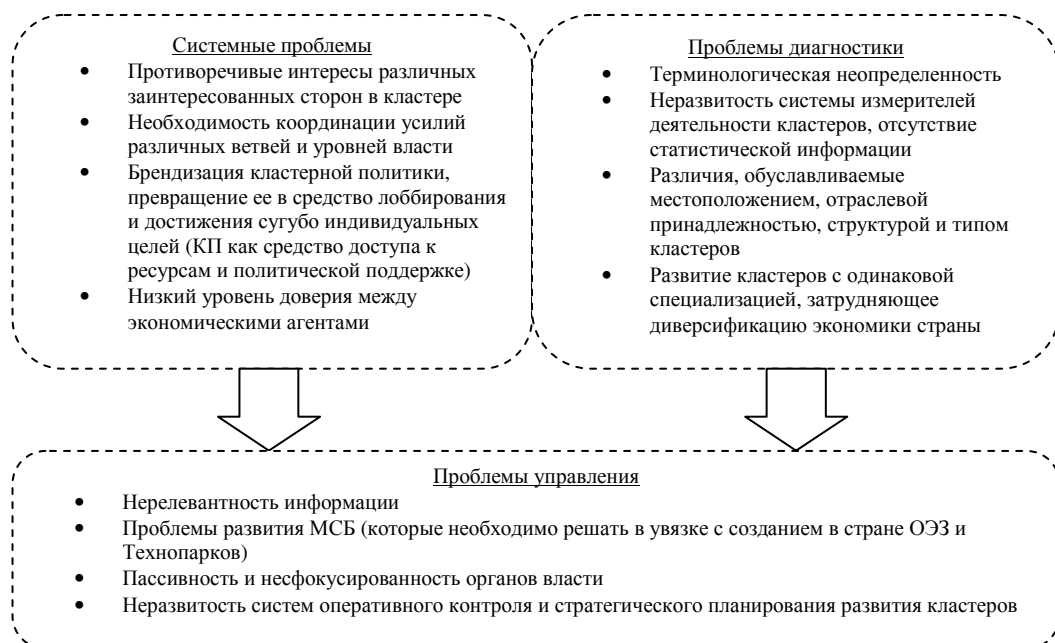 Системные проблемы
• Противоречивые интересы различных
заинтересованных сторон в кластере
• Необходимость координации усилий
различных ветвей и уровней власти
• Брендизация кластерной политики,
превращение ее в средство лоббирования
и достижения сугубо индивидуальных
целей (КП как средство доступа к
ресурсам и политической поддержке)
• Низкий уровень доверия между
экономическими агентами
Проблемы диагностики
• Терминологическая неопределенность
• Неразвитость системы измерителей
деятельности кластеров, отсутствие
статистической информации
• Различия, обуславливаемые
местоположением, отраслевой
принадлежностью, структурой и типом
кластеров
• Развитие кластеров с одинаковой
специализацией, затрудняющее
диверсификацию экономики страны
Проблемы управления
• Нерелевантность информации
• Проблемы развития МСБ (которые необходимо решать в увязке с созданием в стране ОЭЗ и
Технопарков)
• Пассивность и несфокусированность органов власти
• Неразвитость систем оперативного контроля и стратегического планирования развития кластеров